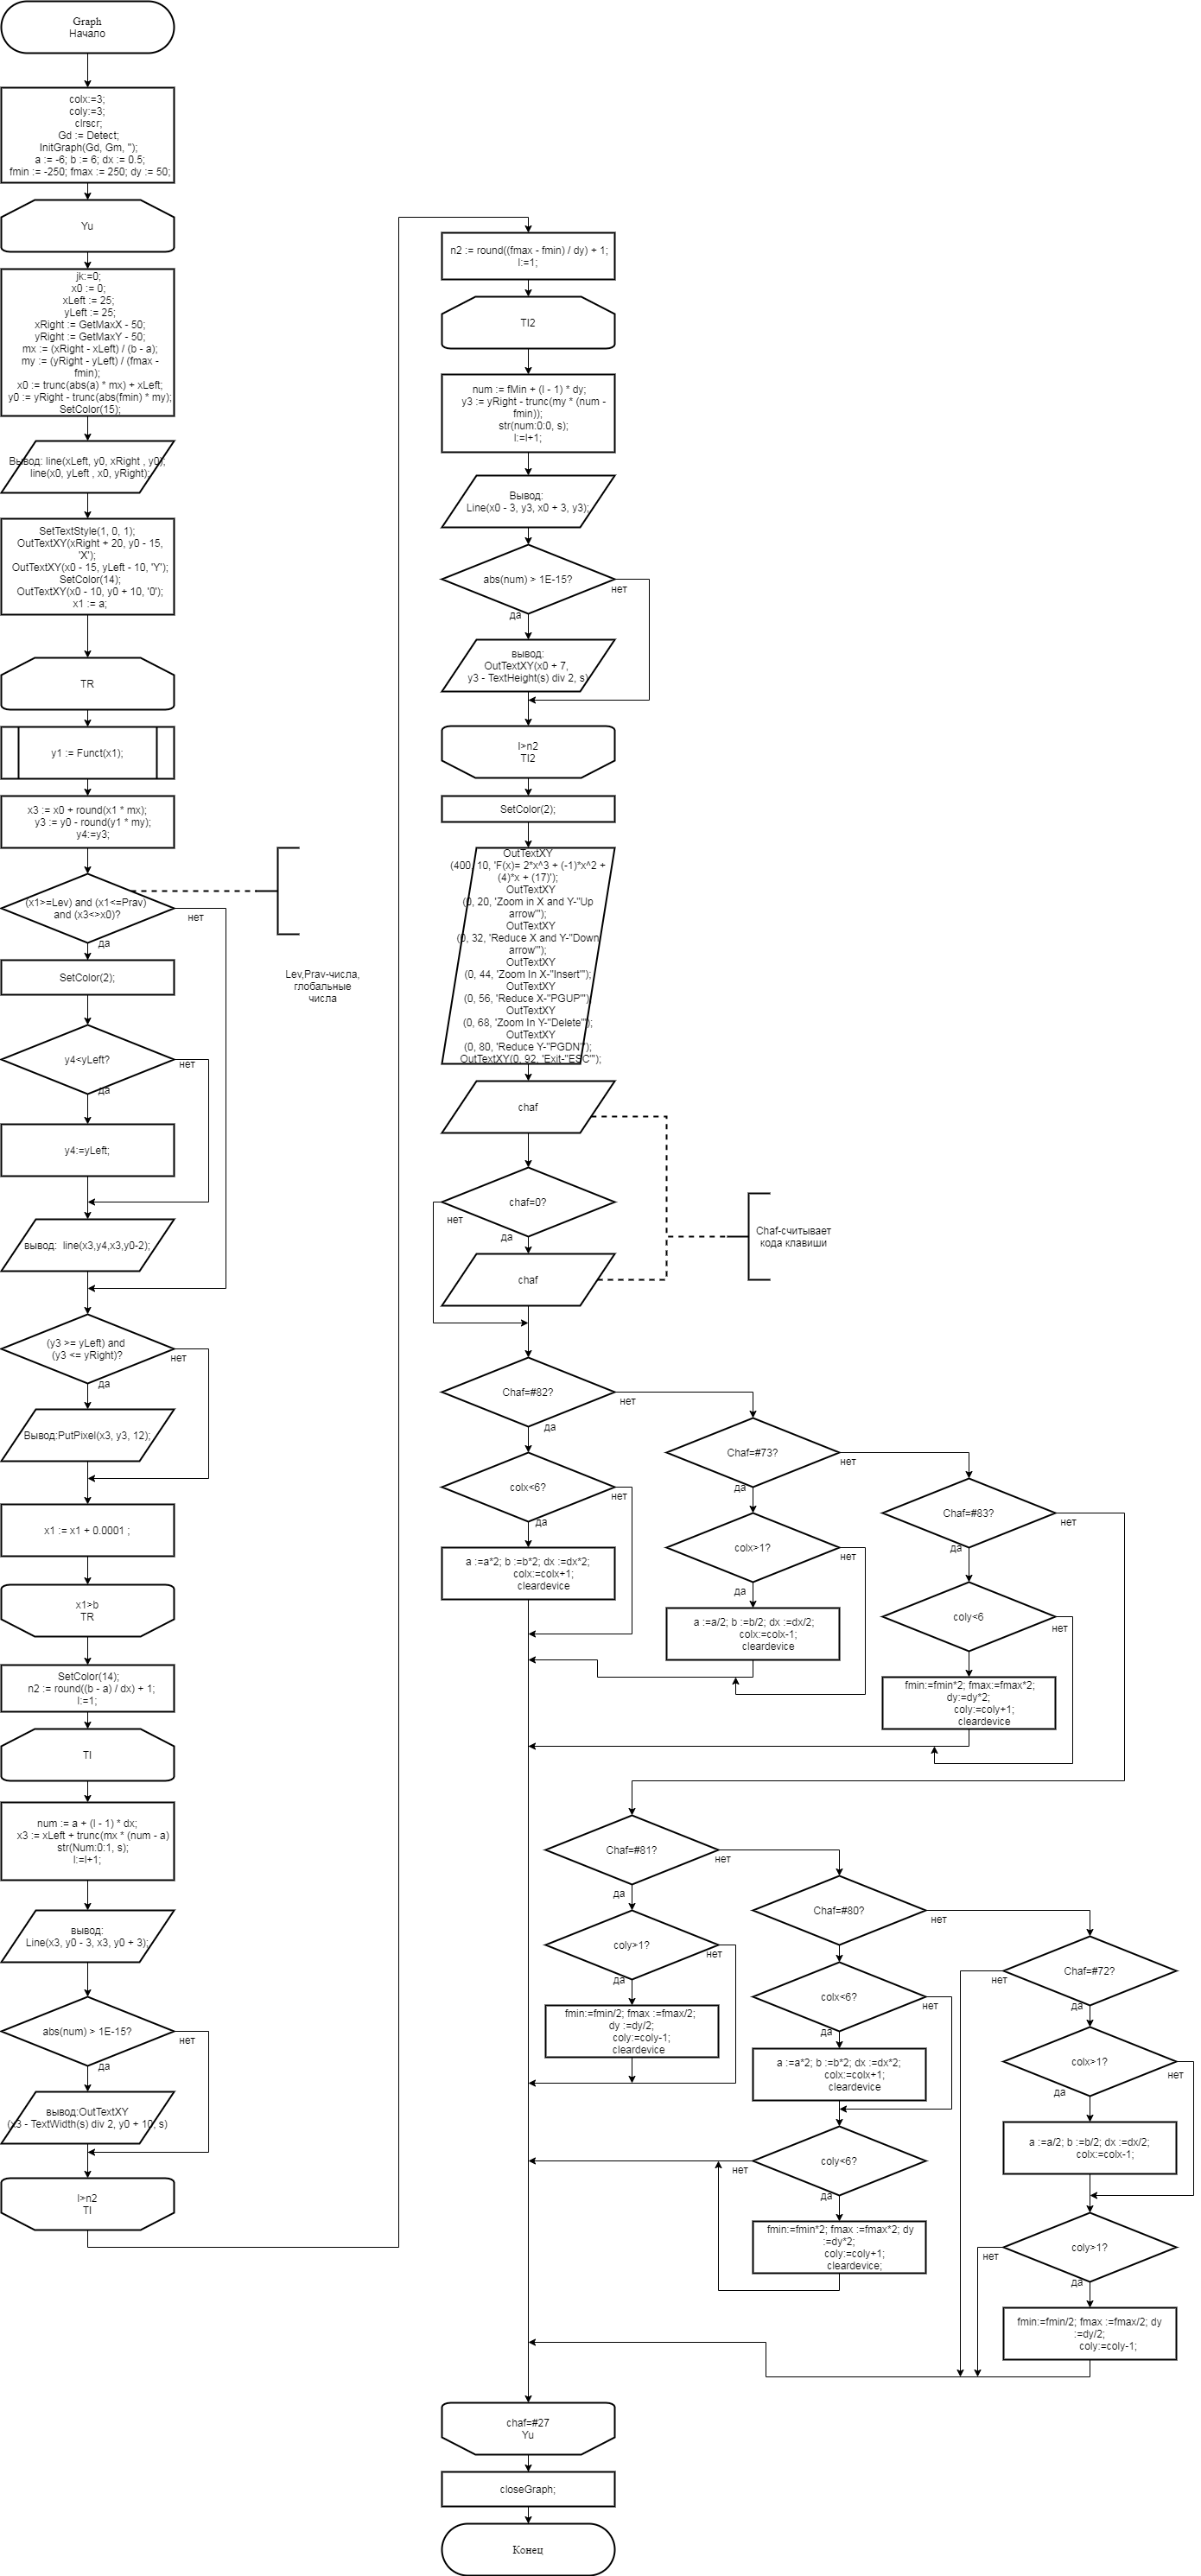 Graph
Начало
colx:=3;
coly:=3;
clrscr;
Gd := Detect;
InitGraph(Gd, Gm, '');
a := -6; b := 6; dx := 0.5;
fmin := -250; fmax := 250; dy := 50;
Yu
jk:=0;
x0 := 0;
xLeft := 25;
yLeft := 25;
xRight := GetMaxX - 50;
yRight := GetMaxY - 50;
mx := (xRight - xLeft) / (b - a);
my := (yRight - yLeft) / (fmax -
fmin);
x0 := trunc(abs(a) * mx) + xLeft;
y0 := yRight - trunc(abs(fmin) * my);
SetColor(15);
Вывод: line(xLeft, y0, xRight , y0);
line(x0, yLeft , x0, yRight);
SetTextStyle(1, 0, 1);
OutTextXY(xRight + 20, y0 - 15,
'X');
OutTextXY(x0 - 15, yLeft - 10, 'Y');
SetColor(14);
OutTextXY(x0 - 10, y0 + 10, '0');
x1 := a;
TR
y1 := Funct(x1);
x3 := x0 + round(x1 * mx);
y3 := y0 - round(y1 * my);
y4:=y3;
(x1>=Lev) and (x1<=Prav)
and (x3<>x0)?
нет
да
Lev,Prav-числа,
глобальные
числа
SetColor(2);
y4<yLeft?
нет
да
y4:=yLeft;
вывод: line(x3,y4,x3,y0-2);
(y3 >= yLeft) and
(y3 <= yRight)?
нет
да
Вывод:PutPixel(x3, y3, 12);
x1 := x1 + 0.0001 ;
x1>b
TR
SetColor(14);
n2 := round((b - a) / dx) + 1;
I:=1;
TI
num := a + (I - 1) * dx;
x3 := xLeft + trunc(mx * (num - a)
str(Num:0:1, s);
I:=I+1;
вывод:
Line(x3, y0 - 3, x3, y0 + 3);
abs(num) > 1E-15?
нет
да
вывод:OutTextXY
(x3 - TextWidth(s) div 2, y0 + 10, s)
I>n2
TI
n2 := round((fmax - fmin) / dy) + 1;
I:=1;
TI2
num := fMin + (I - 1) * dy;
y3 := yRight - trunc(my * (num -
fmin));
str(num:0:0, s);
I:=I+1;
Вывод:
Line(x0 - 3, y3, x0 + 3, y3);
abs(num) > 1E-15?
нет
да
вывод:
OutTextXY(x0 + 7,
y3 - TextHeight(s) div 2, s)
I>n2
TI2
SetColor(2);
OutTextXY
(400, 10, 'F(x)= 2*x^3 + (-1)*x^2 +
(4)*x + (17)');
OutTextXY
(0, 20, 'Zoom in X and Y-"Up
arrow"');
OutTextXY
(0, 32, 'Reduce X and Y-"Down
arrow"');
OutTextXY
(0, 44, 'Zoom In X-"Insert"');
OutTextXY
(0, 56, 'Reduce X-"PGUP"');
OutTextXY
(0, 68, 'Zoom In Y-"Delete"');
OutTextXY
(0, 80, 'Reduce Y-"PGDN"');
OutTextXY(0, 92, 'Exit-"ESC"');
chaf
chaf=0?
нет
да
chaf
Chaf-считывает
кода клавиши
Chaf=#82?
нет
да
colx<6?
нет
да
a :=a*2; b :=b*2; dx :=dx*2;
colx:=colx+1;
cleardevice
Chaf=#73?
нет
да
colx>1?
нет
да
a :=a/2; b :=b/2; dx :=dx/2;
colx:=colx-1;
cleardevice
Chaf=#83?
нет
да
coly<6
нет
fmin:=fmin*2; fmax:=fmax*2;
dy:=dy*2;
coly:=coly+1;
cleardevice
Chaf=#81?
нет
да
coly>1?
нет
да
fmin:=fmin/2; fmax :=fmax/2;
dy :=dy/2;
coly:=coly-1;
cleardevice
Chaf=#80?
нет
colx<6?
нет
да
a :=a*2; b :=b*2; dx :=dx*2;
colx:=colx+1;
cleardevice
coly<6?
нет
да
fmin:=fmin*2; fmax :=fmax*2; dy
:=dy*2;
coly:=coly+1;
cleardevice;
Chaf=#72?
нет
да
colx>1?
нет
да
a :=a/2; b :=b/2; dx :=dx/2;
colx:=colx-1;
coly>1?
нет
да
fmin:=fmin/2; fmax :=fmax/2; dy
:=dy/2;
coly:=coly-1;
chaf=#27
Yu
closeGraph;
Конец